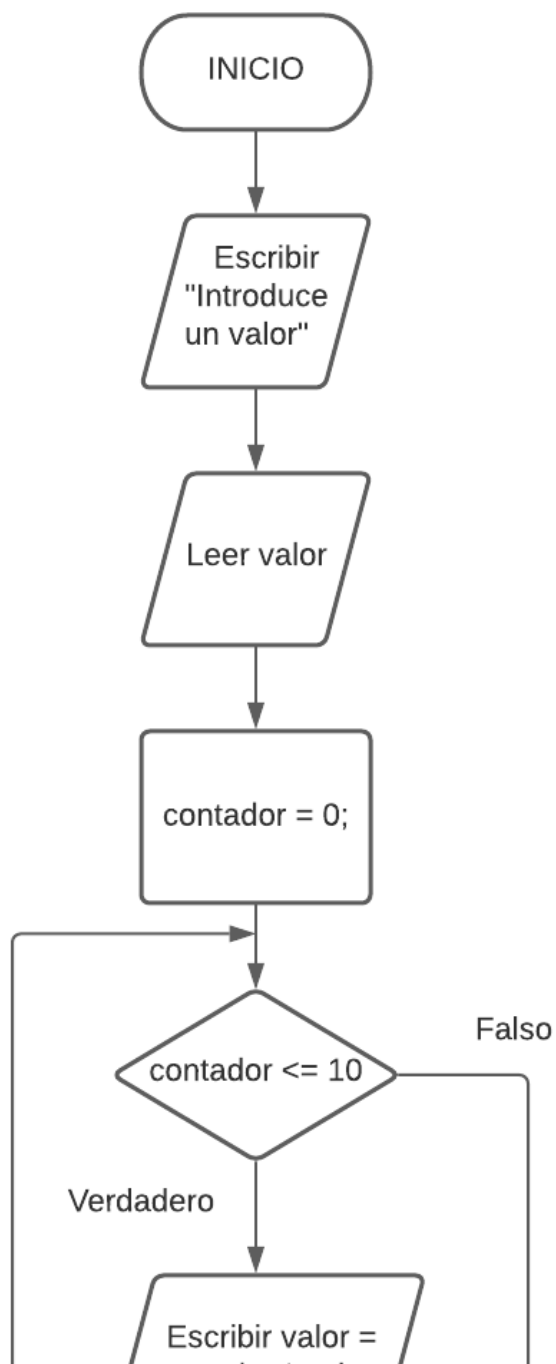 INICIO
Escribir
"Introduce
un valor"
Leer valor
contador = 0;
contador <= 10
Falso
Verdadero
Escribir valor =